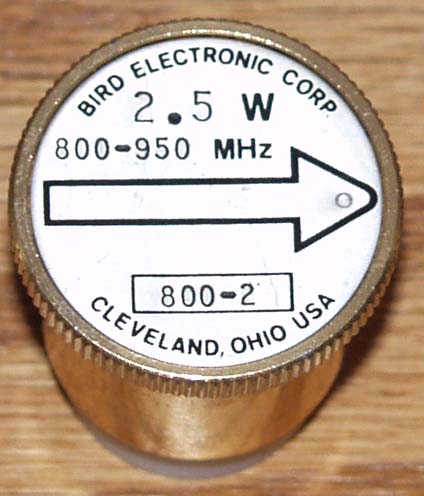 BIRD ELECTRONIC CORP
2.5 W
800-950 MHz
800-2
CLEVELAND, OHIO USA